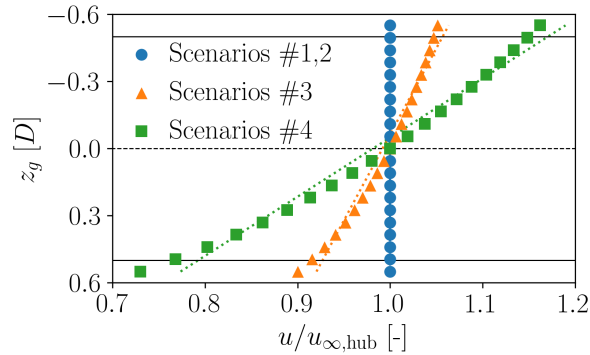 −0.6
−0.3
0.0
0.3
0.6
z_g [D]
Scenarios #1,2
Scenarios #3
Scenarios #4
0.7 0.8 0.9 1.0 1.1 1.2
u/u_{∞,hub} [-]